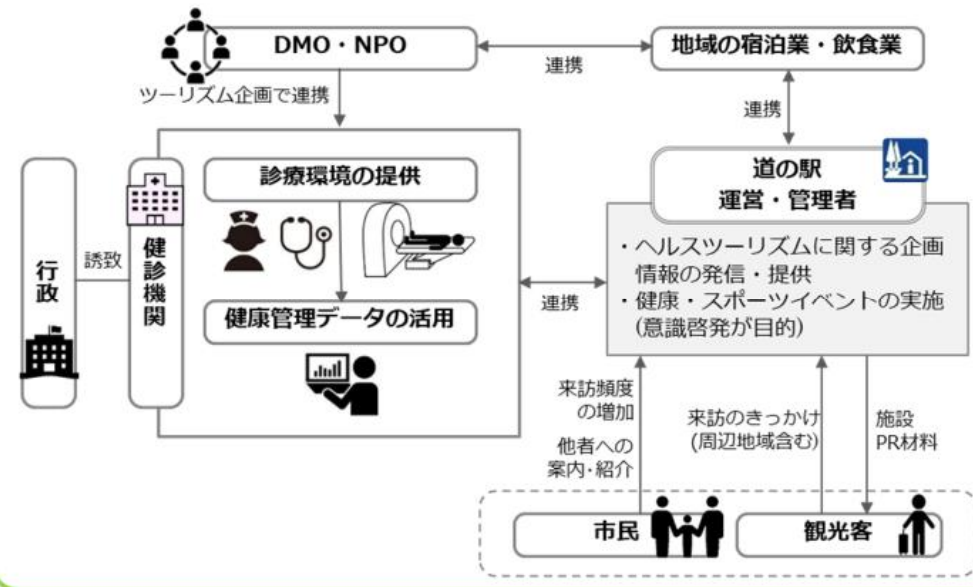 DMO・NPO
連携
地域の宿泊業・飲食業
ツーリズム企画で連携
連携
行政
誘致
健診機関
診療環境の提供
健康管理データの活用
連携
道の駅
運営・管理者
・ヘルスツーリズムに関する企画
情報の発信・提供
・健康・スポーツイベントの実施
(意識啓発が目的)
来訪頻度
の増加
他者への
案内・紹介
来訪のきっかけ
(周辺地域含む)
施設
PR材料
市民
観光客